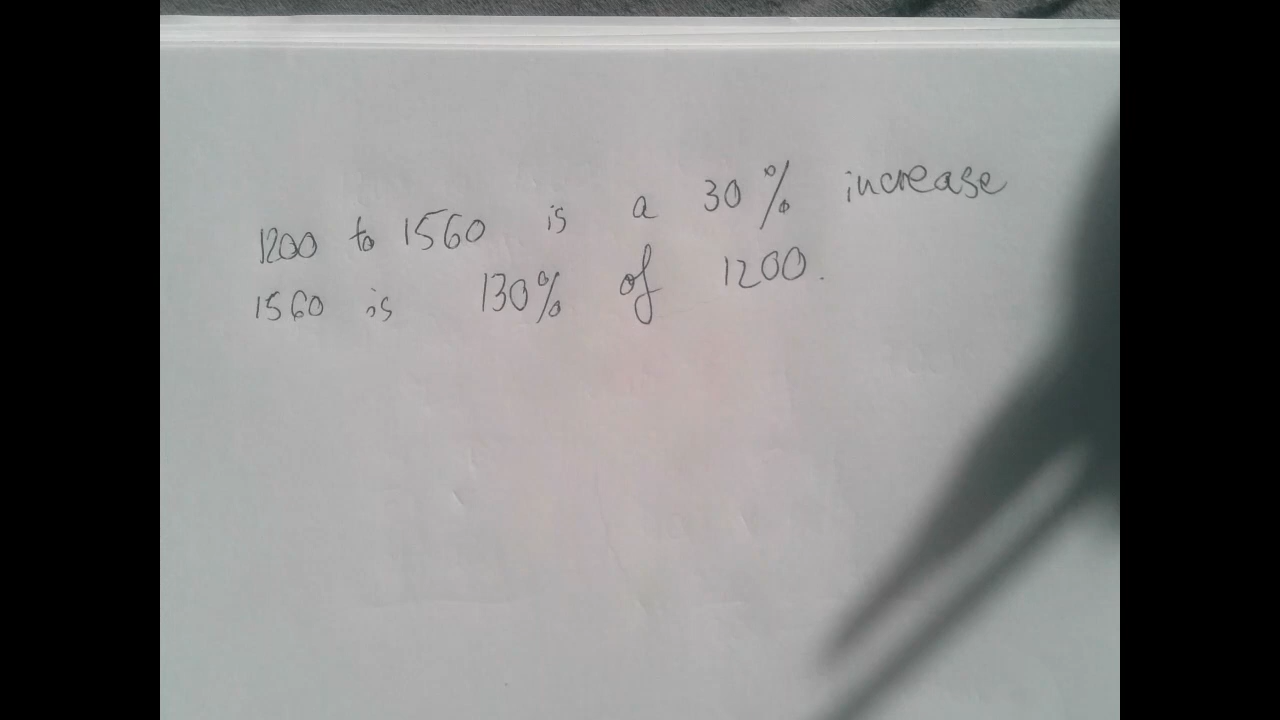 1200 to 1560 is a 30% increase
1560 is 130% of 1200.